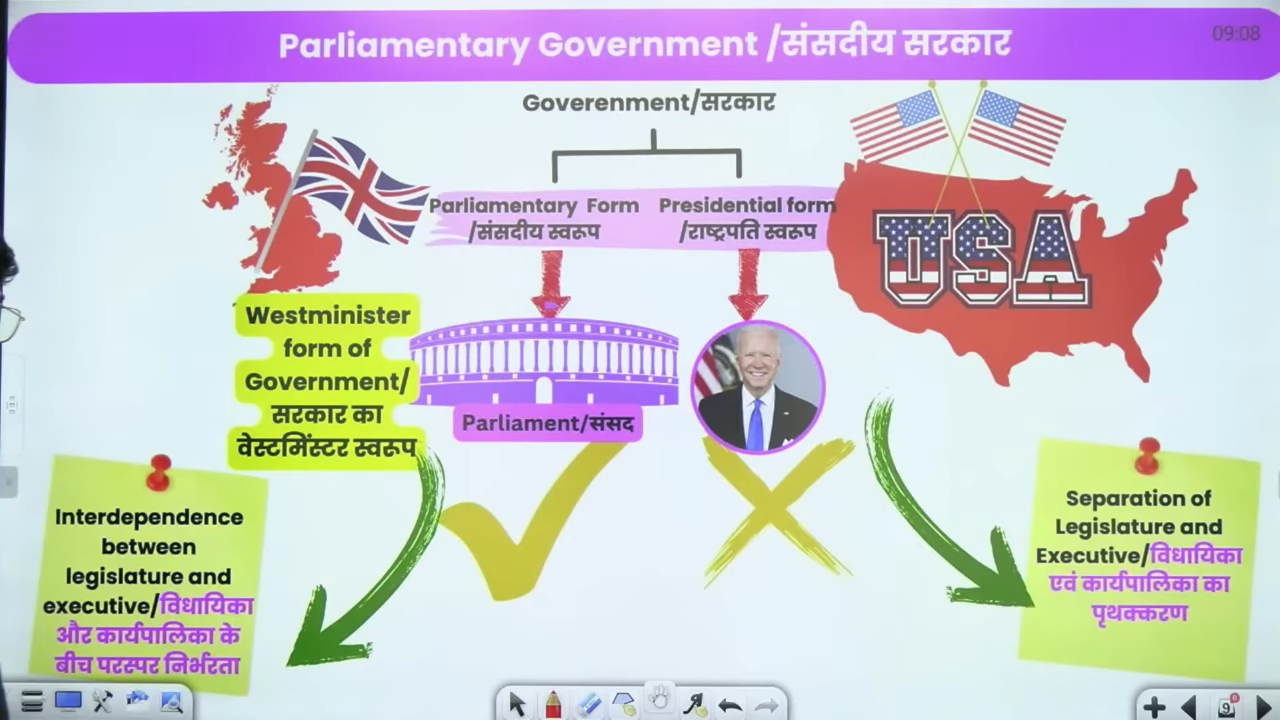 Parliamentary Government /संसदीय सरकार
09:08
Goverenment/सरकार
Parliamentary Form
/संसदीय स्वरूप
Presidential form
/राष्ट्रपति स्वरूप
USA
Westminister
form of
Government/
सरकार का
वेस्टमिंस्टर स्वरूप
Parliament/संसद
Interdependence
between
legislature and
executive/विधायिका
और कार्यपालिका के
बीच परस्पर निर्भरता
Separation of
Legislature and
Executive/विधायिका
एवं कार्यपालिका का
पृथक्करण
9